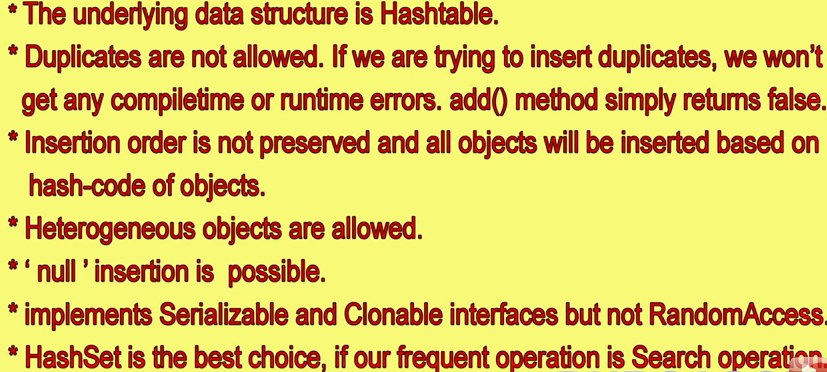 * The underlying data structure is Hashtable.
* Duplicates are not allowed. If we are trying to insert duplicates, we won't
get any compiletime or runtime errors. add() method simply returns false.
* Insertion order is not preserved and all objects will be inserted based on
hash-code of objects.
* Heterogeneous objects are allowed.
* ‘ null ’ insertion is possible.
* implements Serializable and Clonable interfaces but not RandomAccess.
* HashSet is the best choice, if our frequent operation is Search operation